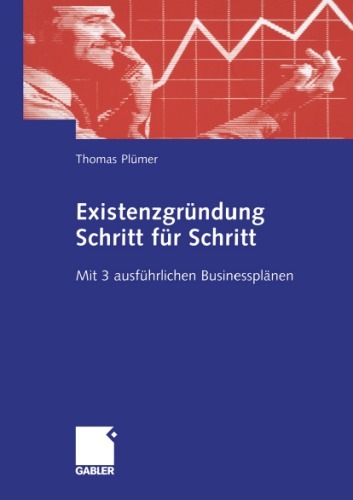 Thomas Plümer
Existenzgründung
Schritt für Schritt
Mit 3 ausführlichen Businessplänen
GABLER